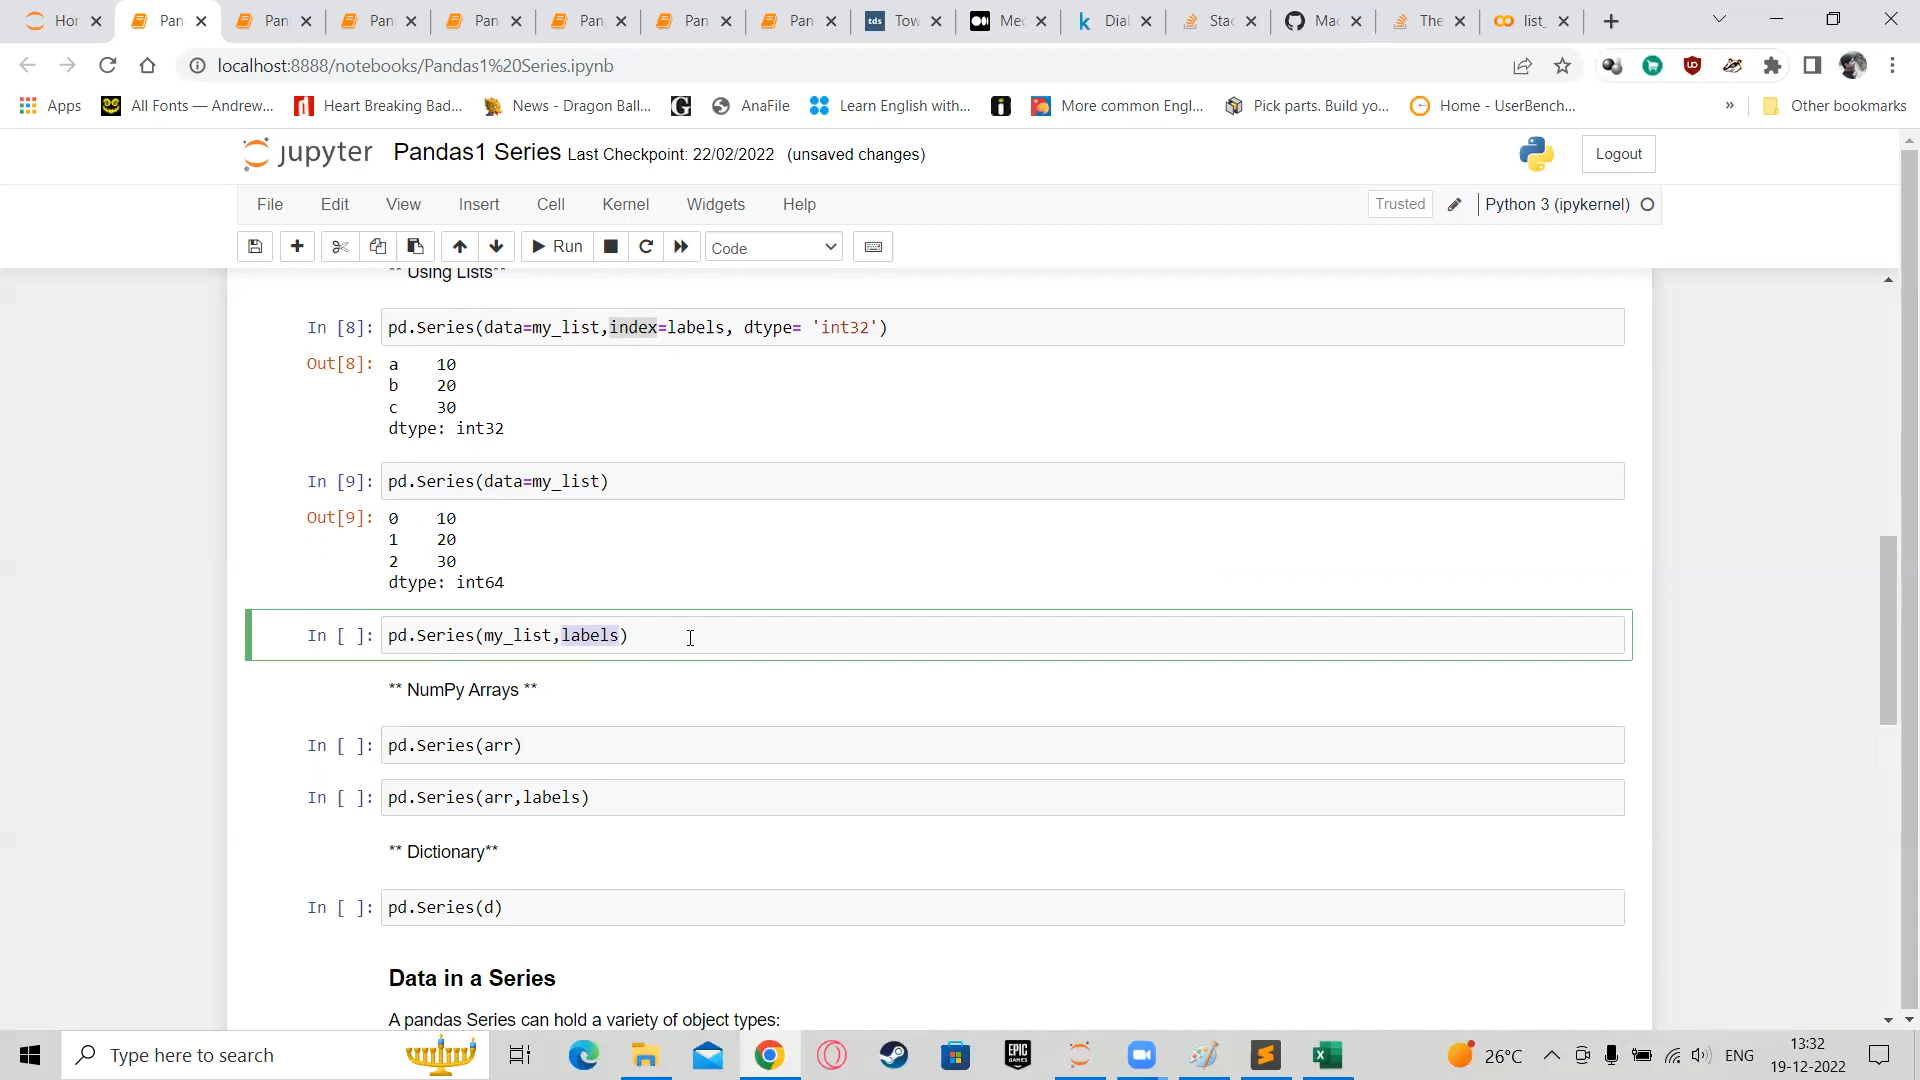 Hor
Pan
Pan
Pan
Pan
Pan
Pan
Pan
tds Tow
Med
k Dial
Stac
Mac
The
list_
localhost:8888/notebooks/Pandas1%20Series.ipynb
Apps
All Fonts — Andrew...
Heart Breaking Bad...
News - Dragon Ball...
AnaFile
Learn English with...
More common Engl...
Pick parts. Build yo...
Home - UserBench...
»
Other bookmarks
jupyter Pandas1 Series Last Checkpoint: 22/02/2022 (unsaved changes)
Logout
File Edit View Insert Cell Kernel Widgets Help
Trusted
Python 3 (ipykernel)
Run
Code
** Using Lists**
In [8]: pd.Series(data=my_list,index=labels, dtype= 'int32')
Out[8]: a 10
b 20
c 30
dtype: int32
In [9]: pd.Series(data=my_list)
Out[9]: 0 10
1 20
2 30
dtype: int64
In [ ]: pd.Series(my_list,labels)
** NumPy Arrays **
In [ ]: pd.Series(arr)
In [ ]: pd.Series(arr,labels)
** Dictionary**
In [ ]: pd.Series(d)
Data in a Series
A pandas Series can hold a variety of object types:
Type here to search
EPIC GAMES
26°C
ENG
13:32
19-12-2022